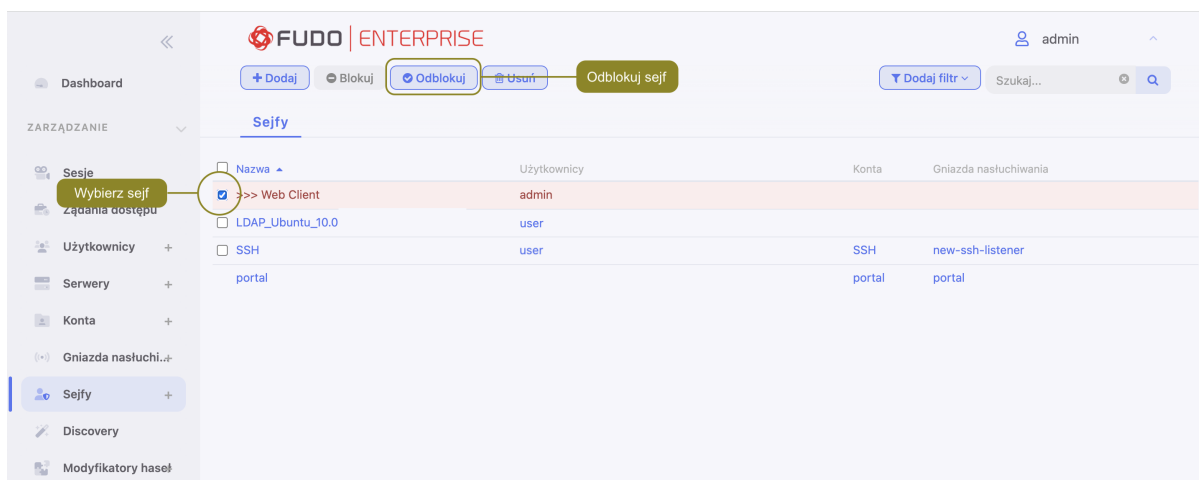 FUDO ENTERPRISE
admin
Dashboard
+ Dodaj
Blokuj
Odblokuj
Usuń
Odblokuj sejf
Dodaj filtr
Szukaj...
ZARZĄDZANIE
Sejfy
Sesje
Nazwa
Użytkownicy
Konta
Gniazda nasłuchiwania
Wybierz sejf
>>> Web Client
admin
Żądania dostępu
LDAP_Ubuntu_10.0
user
Użytkownicy +
SSH
user
SSH
new-ssh-listener
Serwery +
portal
portal
portal
Konta +
Gniazda nasłuchi...+
Sejfy +
Discovery
Modyfikatory haseł